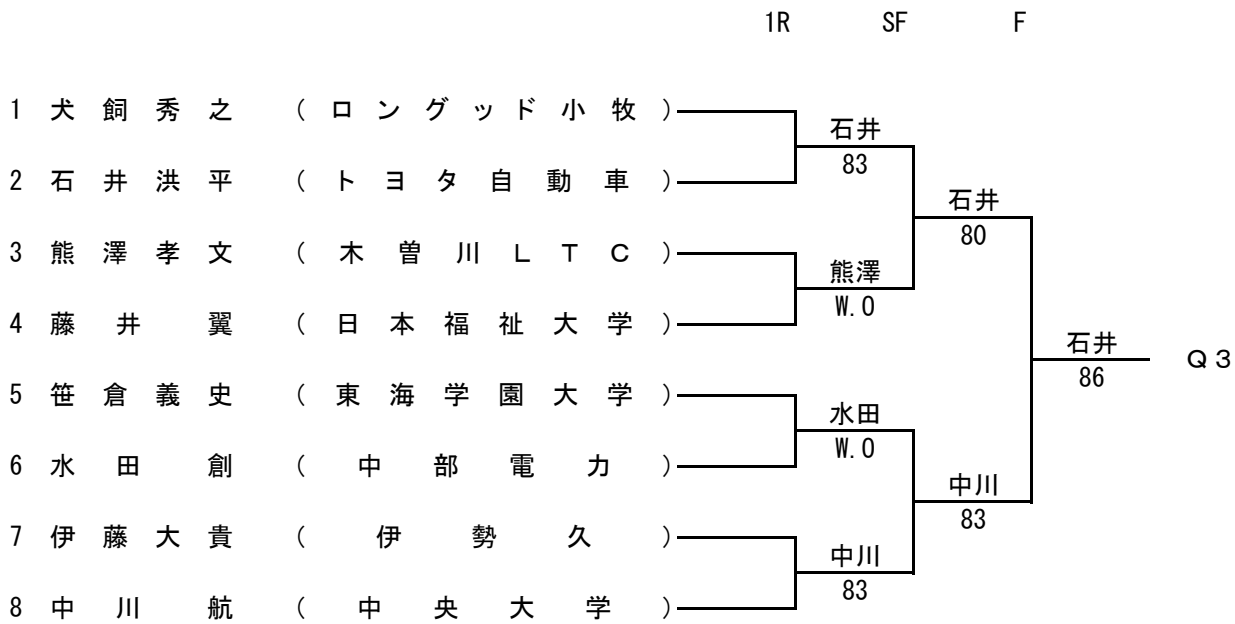 1R SF F
1 犬飼秀之 (ロングッド小牧)
石井
83
2 石井洪平 (トヨタ自動車)
石井
80
3 熊澤孝文 (木曽川LTC)
熊澤
W.0
4 藤井翼 (日本福祉大学)
石井
86
Q3
5 笹倉義史 (東海学園大学)
水田
W.0
6 水田創 (中部電力)
中川
83
7 伊藤大貴 (伊勢久)
中川
83
8 中川航 (中央大学)